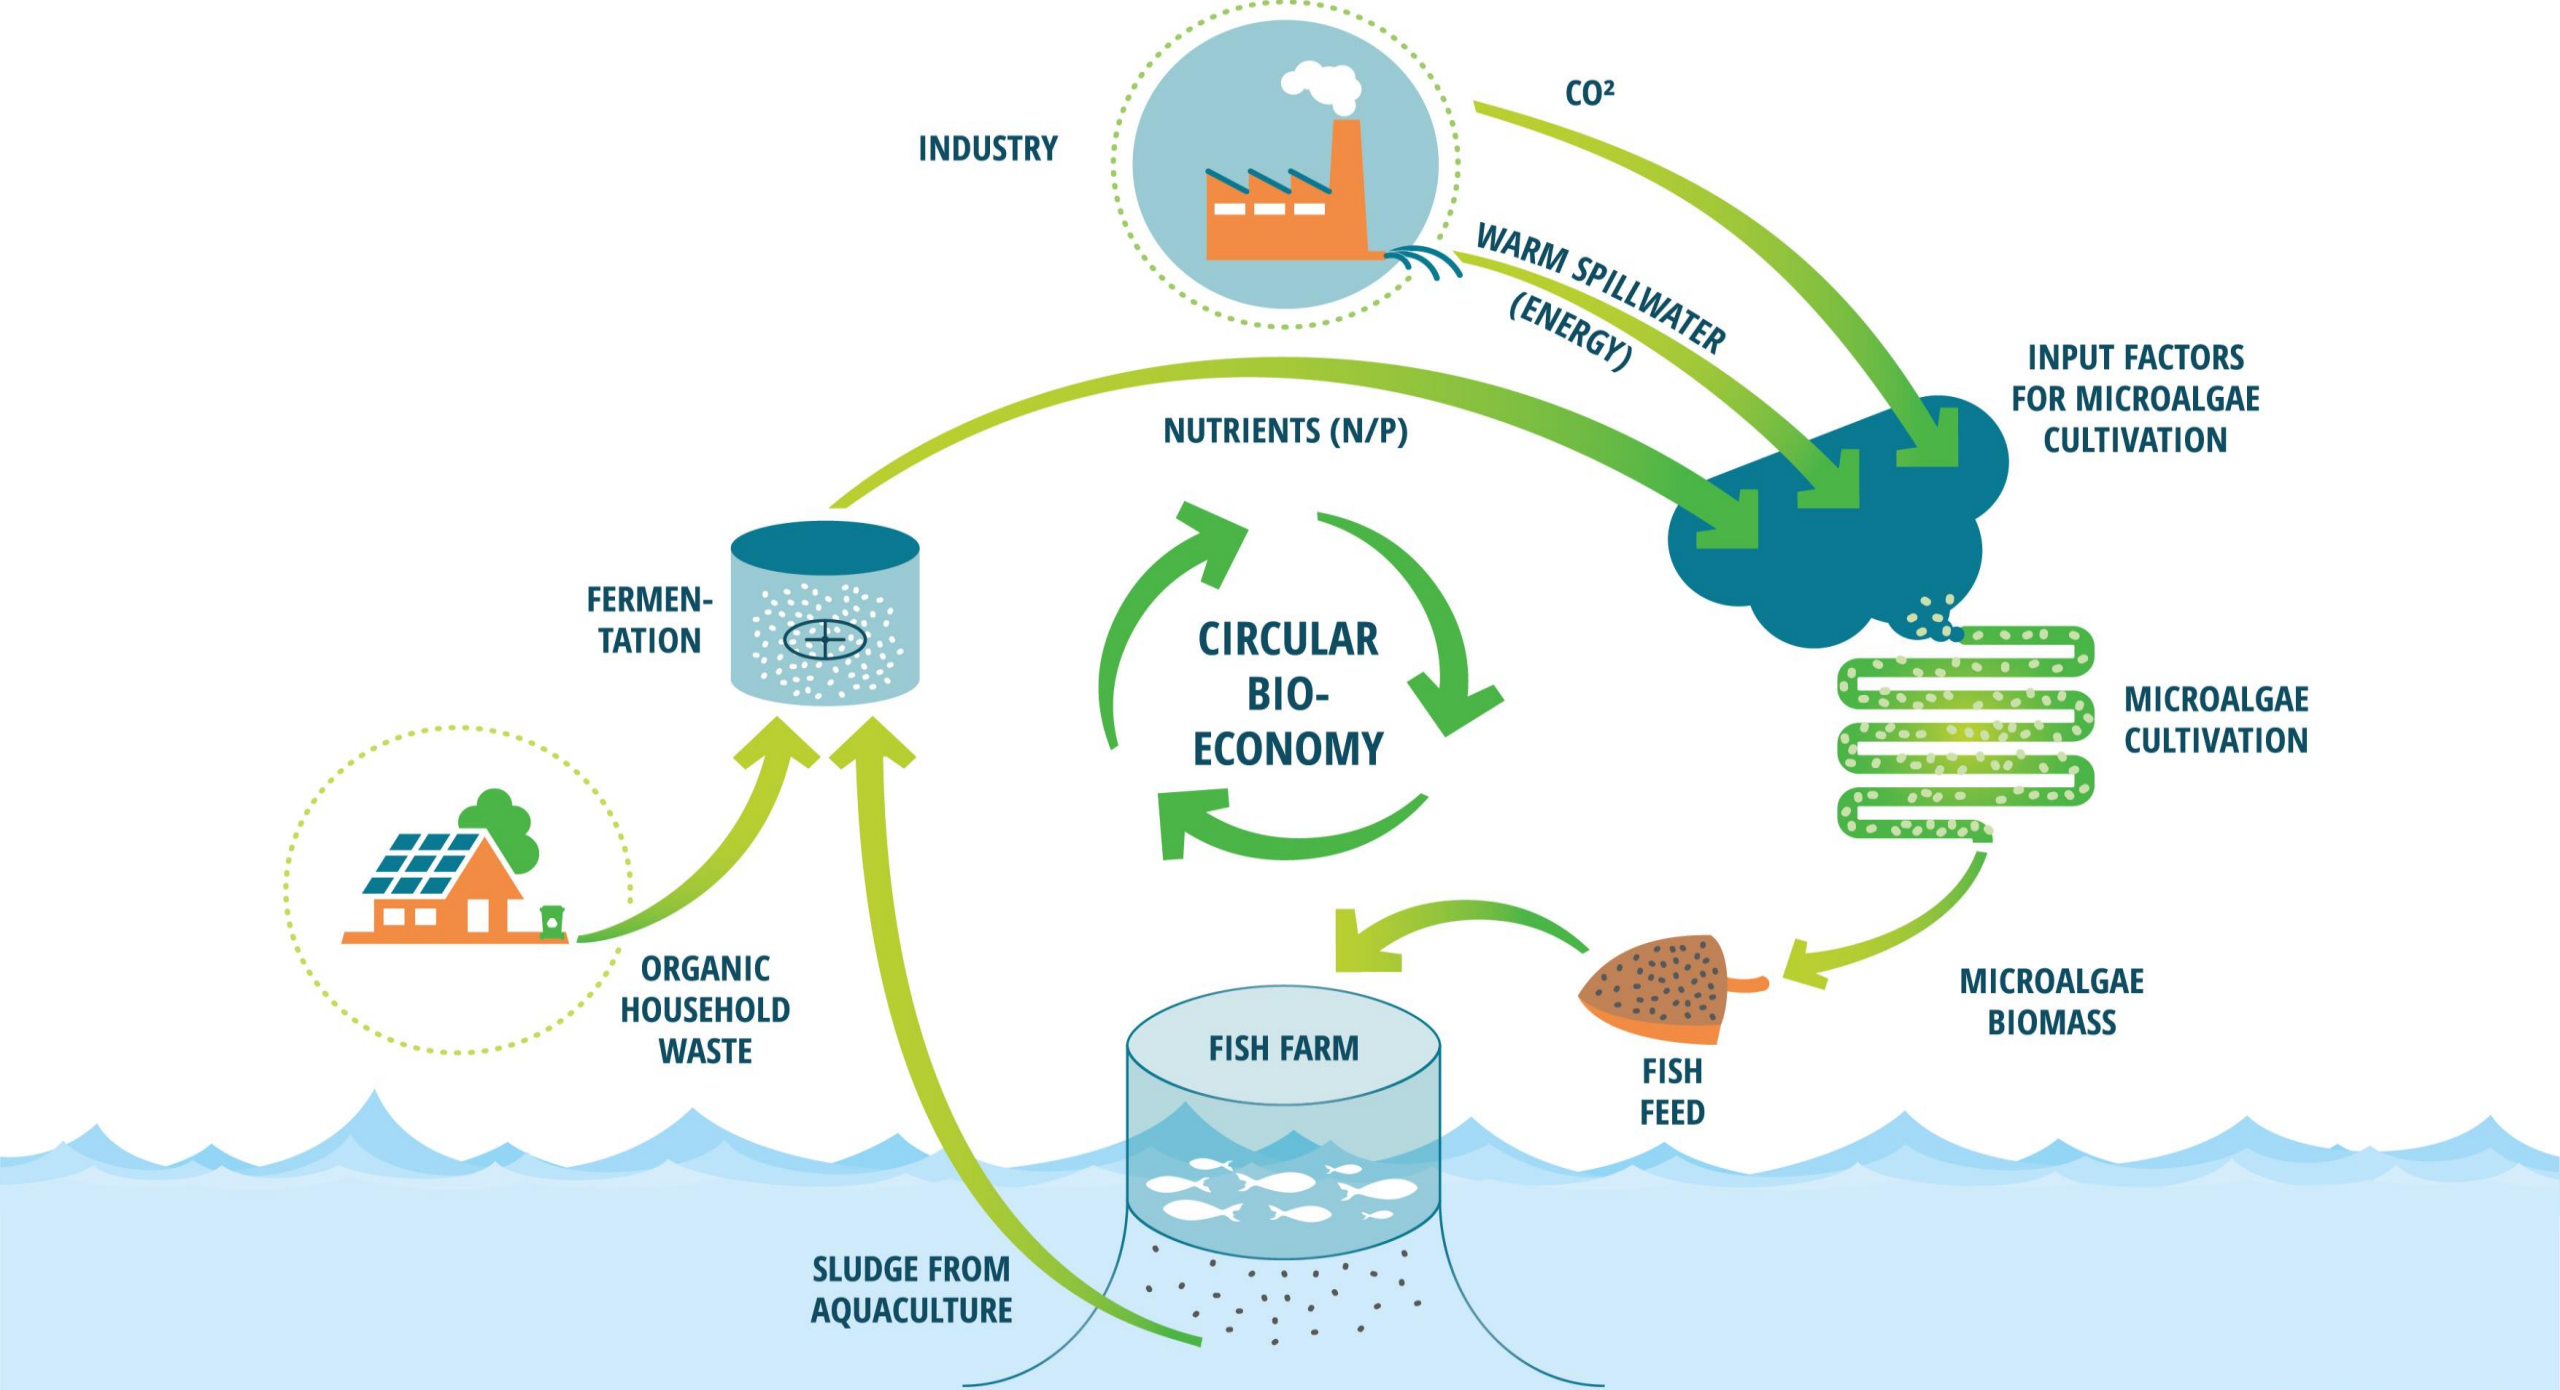 CO²
INDUSTRY
WARM SPILLWATER
(ENERGY)
INPUT FACTORS
FOR MICROALGAE
CULTIVATION
NUTRIENTS (N/P)
FERMEN-
TATION
CIRCULAR
BIO-
ECONOMY
MICROALGAE
CULTIVATION
ORGANIC
HOUSEHOLD
WASTE
MICROALGAE
BIOMASS
FISH FARM
FISH
FEED
SLUDGE FROM
AQUACULTURE